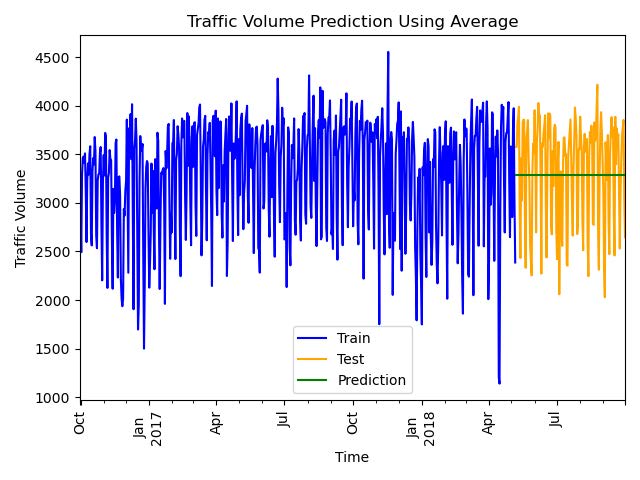 Traffic Volume Prediction Using Average
Traffic Volume
4500
4000
3500
3000
2500
2000
1500
1000
Train
Test
Prediction
Oct
Jan
2017
Apr
Jul
Oct
Jan
2018
Apr
Jul
Time